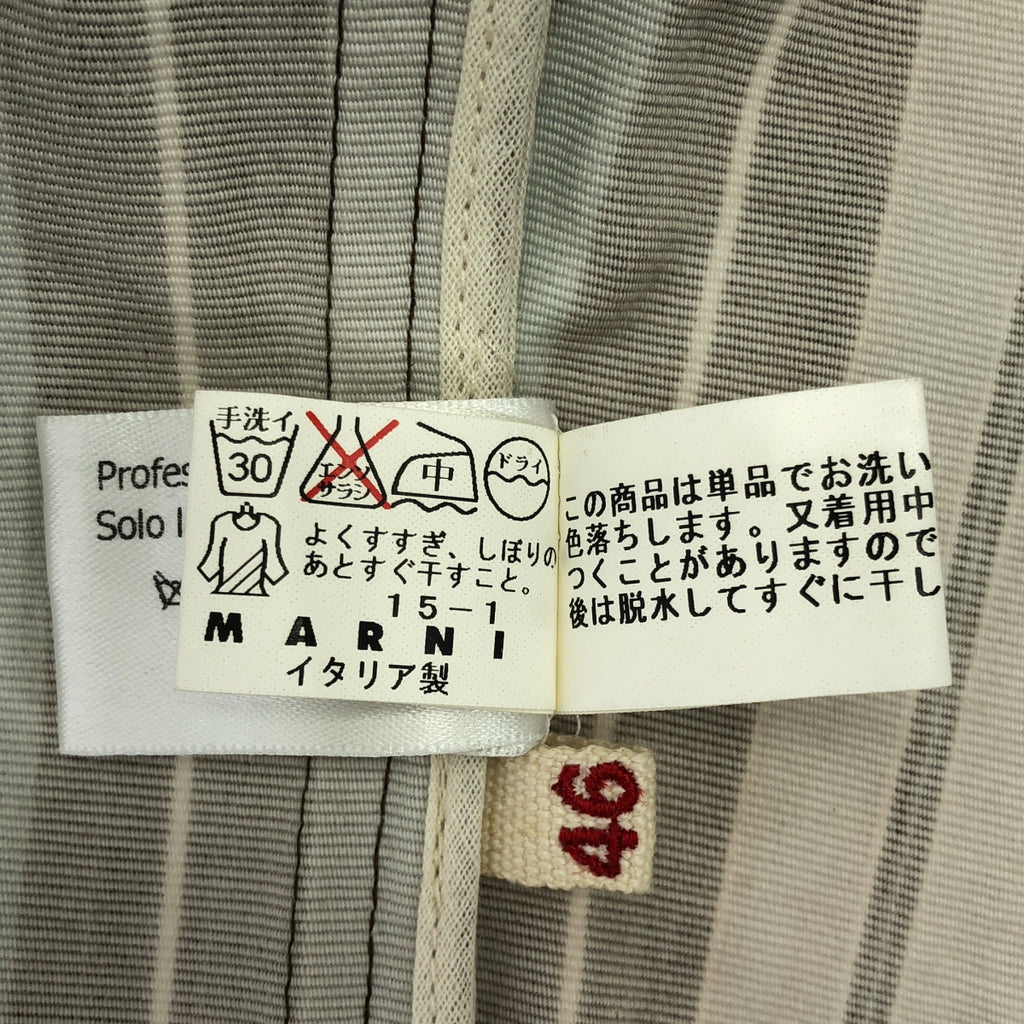 Profes
Solo l
手洗イ
30
エンソ
サラシ
中
ドライ
よくすすぎ、しぼりの
あとすぐ干すこと。
15-1
MARNI
イタリア製
この商品は単品でお洗い
色落ちします。又着用中
つくことがありますので
後は脱水してすぐに干し
46